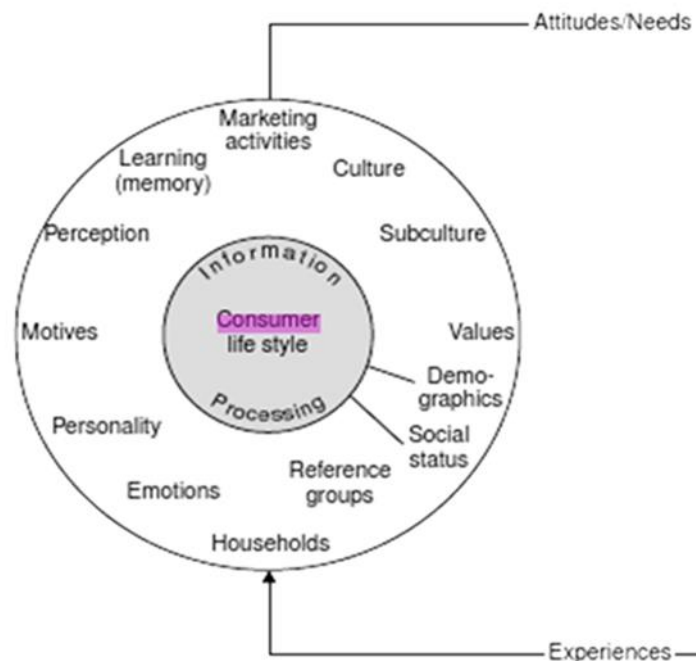 Attitudes/Needs
Marketing
activities
Learning
(memory)
Culture
Perception
Subculture
Information
Consumer
life style
Motives
Values
Demo-
graphics
Processing
Personality
Social
status
Reference
groups
Emotions
Households
Experiences